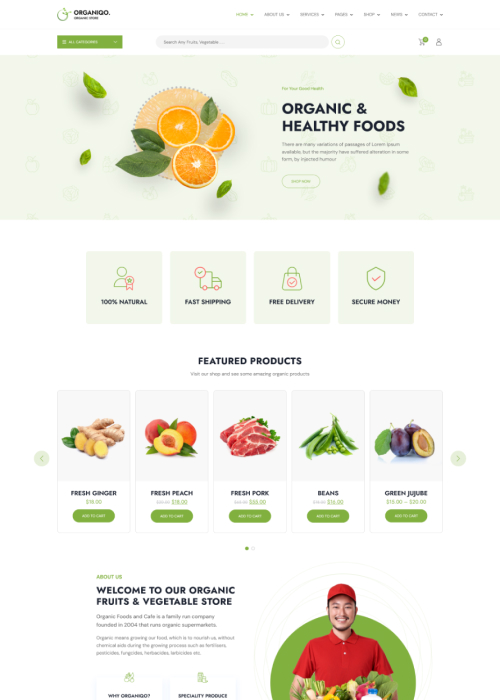 ORGANIQO.
ORGANIC STORE
HOME ABOUT US SERVICES PAGES SHOP NEWS CONTACT
ALL CATEGORIES
Search Any Fruits, Vegetable...
For Your Good Health
ORGANIC &
HEALTHY FOODS
There are many variations of passages of Lorem Ipsum
available, but the majority have suffered alteration in some
form, by injected humour
SHOP NOW
100% NATURAL
FAST SHIPPING
FREE DELIVERY
SECURE MONEY
FEATURED PRODUCTS
Visit our shop and see some amazing organic products
FRESH GINGER
$16.00
ADD TO CART
FRESH PEACH
$18.00
ADD TO CART
FRESH PORK
ADD TO CART
BEANS
$16.00
ADD TO CART
GREEN JUJUBE
$15.00 – $20.00
ADD TO CART
ABOUT US
WELCOME TO OUR ORGANIC
FRUITS & VEGETABLE STORE
Organic Foods and Cafe is a family run company
founded in 2004 that runs organic supermarkets.
Organic means growing our food, which is to nourish us, without
chemical aids during the growing process such as fertilisers,
pesticides, fungicides, herbicides, keticides etc.
WHY ORGANIQO?
SPECIALITY PRODUCE